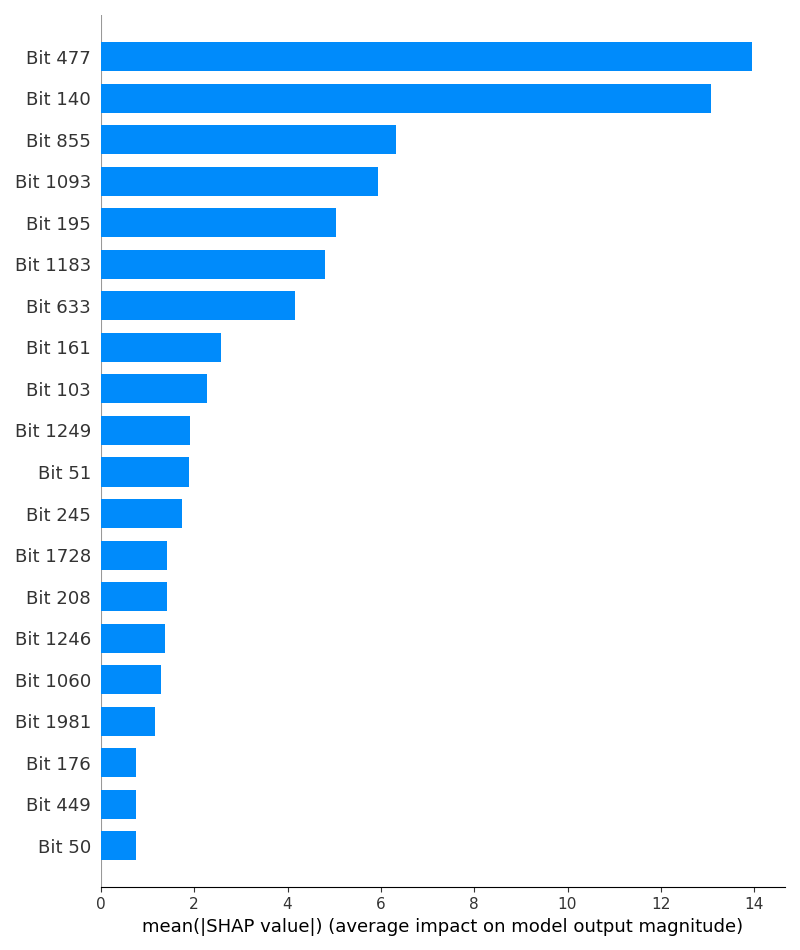 Bit 477
Bit 140
Bit 855
Bit 1093
Bit 195
Bit 1183
Bit 633
Bit 161
Bit 103
Bit 1249
Bit 51
Bit 245
Bit 1728
Bit 208
Bit 1246
Bit 1060
Bit 1981
Bit 176
Bit 449
Bit 50
0 2 4 6 8 10 12 14
mean(|SHAP value|) (average impact on model output magnitude)